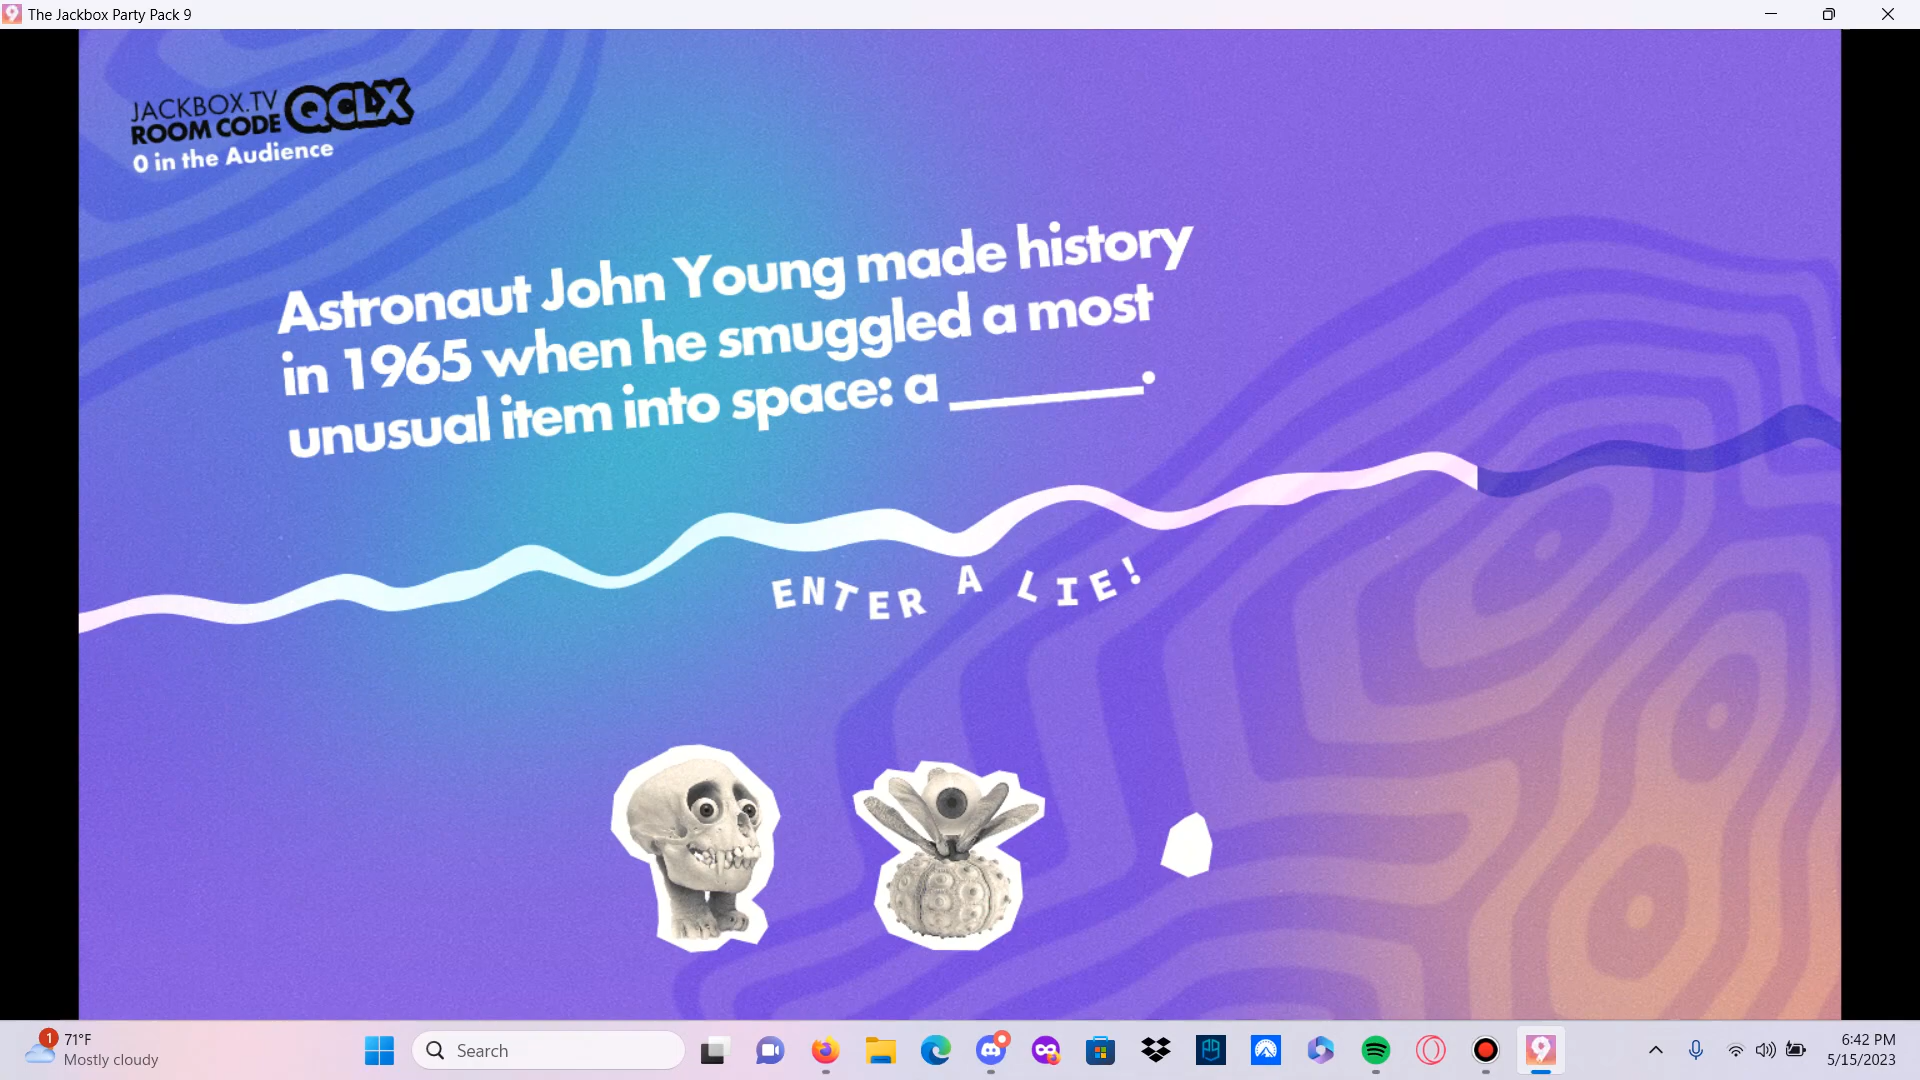 The Jackbox Party Pack 9
JACKBOX.TV
ROOM CODE QCLX
0 in the Audience
Astronaut John Young made history
in 1965 when he smuggled a most
unusual item into space: a ______.
ENTER A LIE!
1
71°F
Mostly cloudy
Search
6:42 PM
5/15/2023